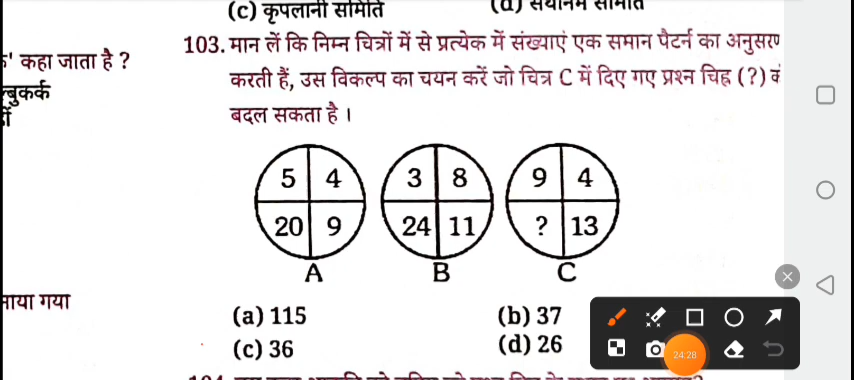 (c) कृपलानी समिति
कहा जाता है ?
103. मान लें कि निम्न चित्रों में से प्रत्येक में संख्याएं एक समान पैटर्न का अनुसरण
करती हैं, उस विकल्प का चयन करें जो चित्र C में दिए गए प्रश्न चिह्न (?) को
बदल सकता है ।
5 4 3 8 9 4
20 9 24 11 ? 13
A B C
गया
(a) 115 (b) 37
(c) 36 (d) 26
24:28